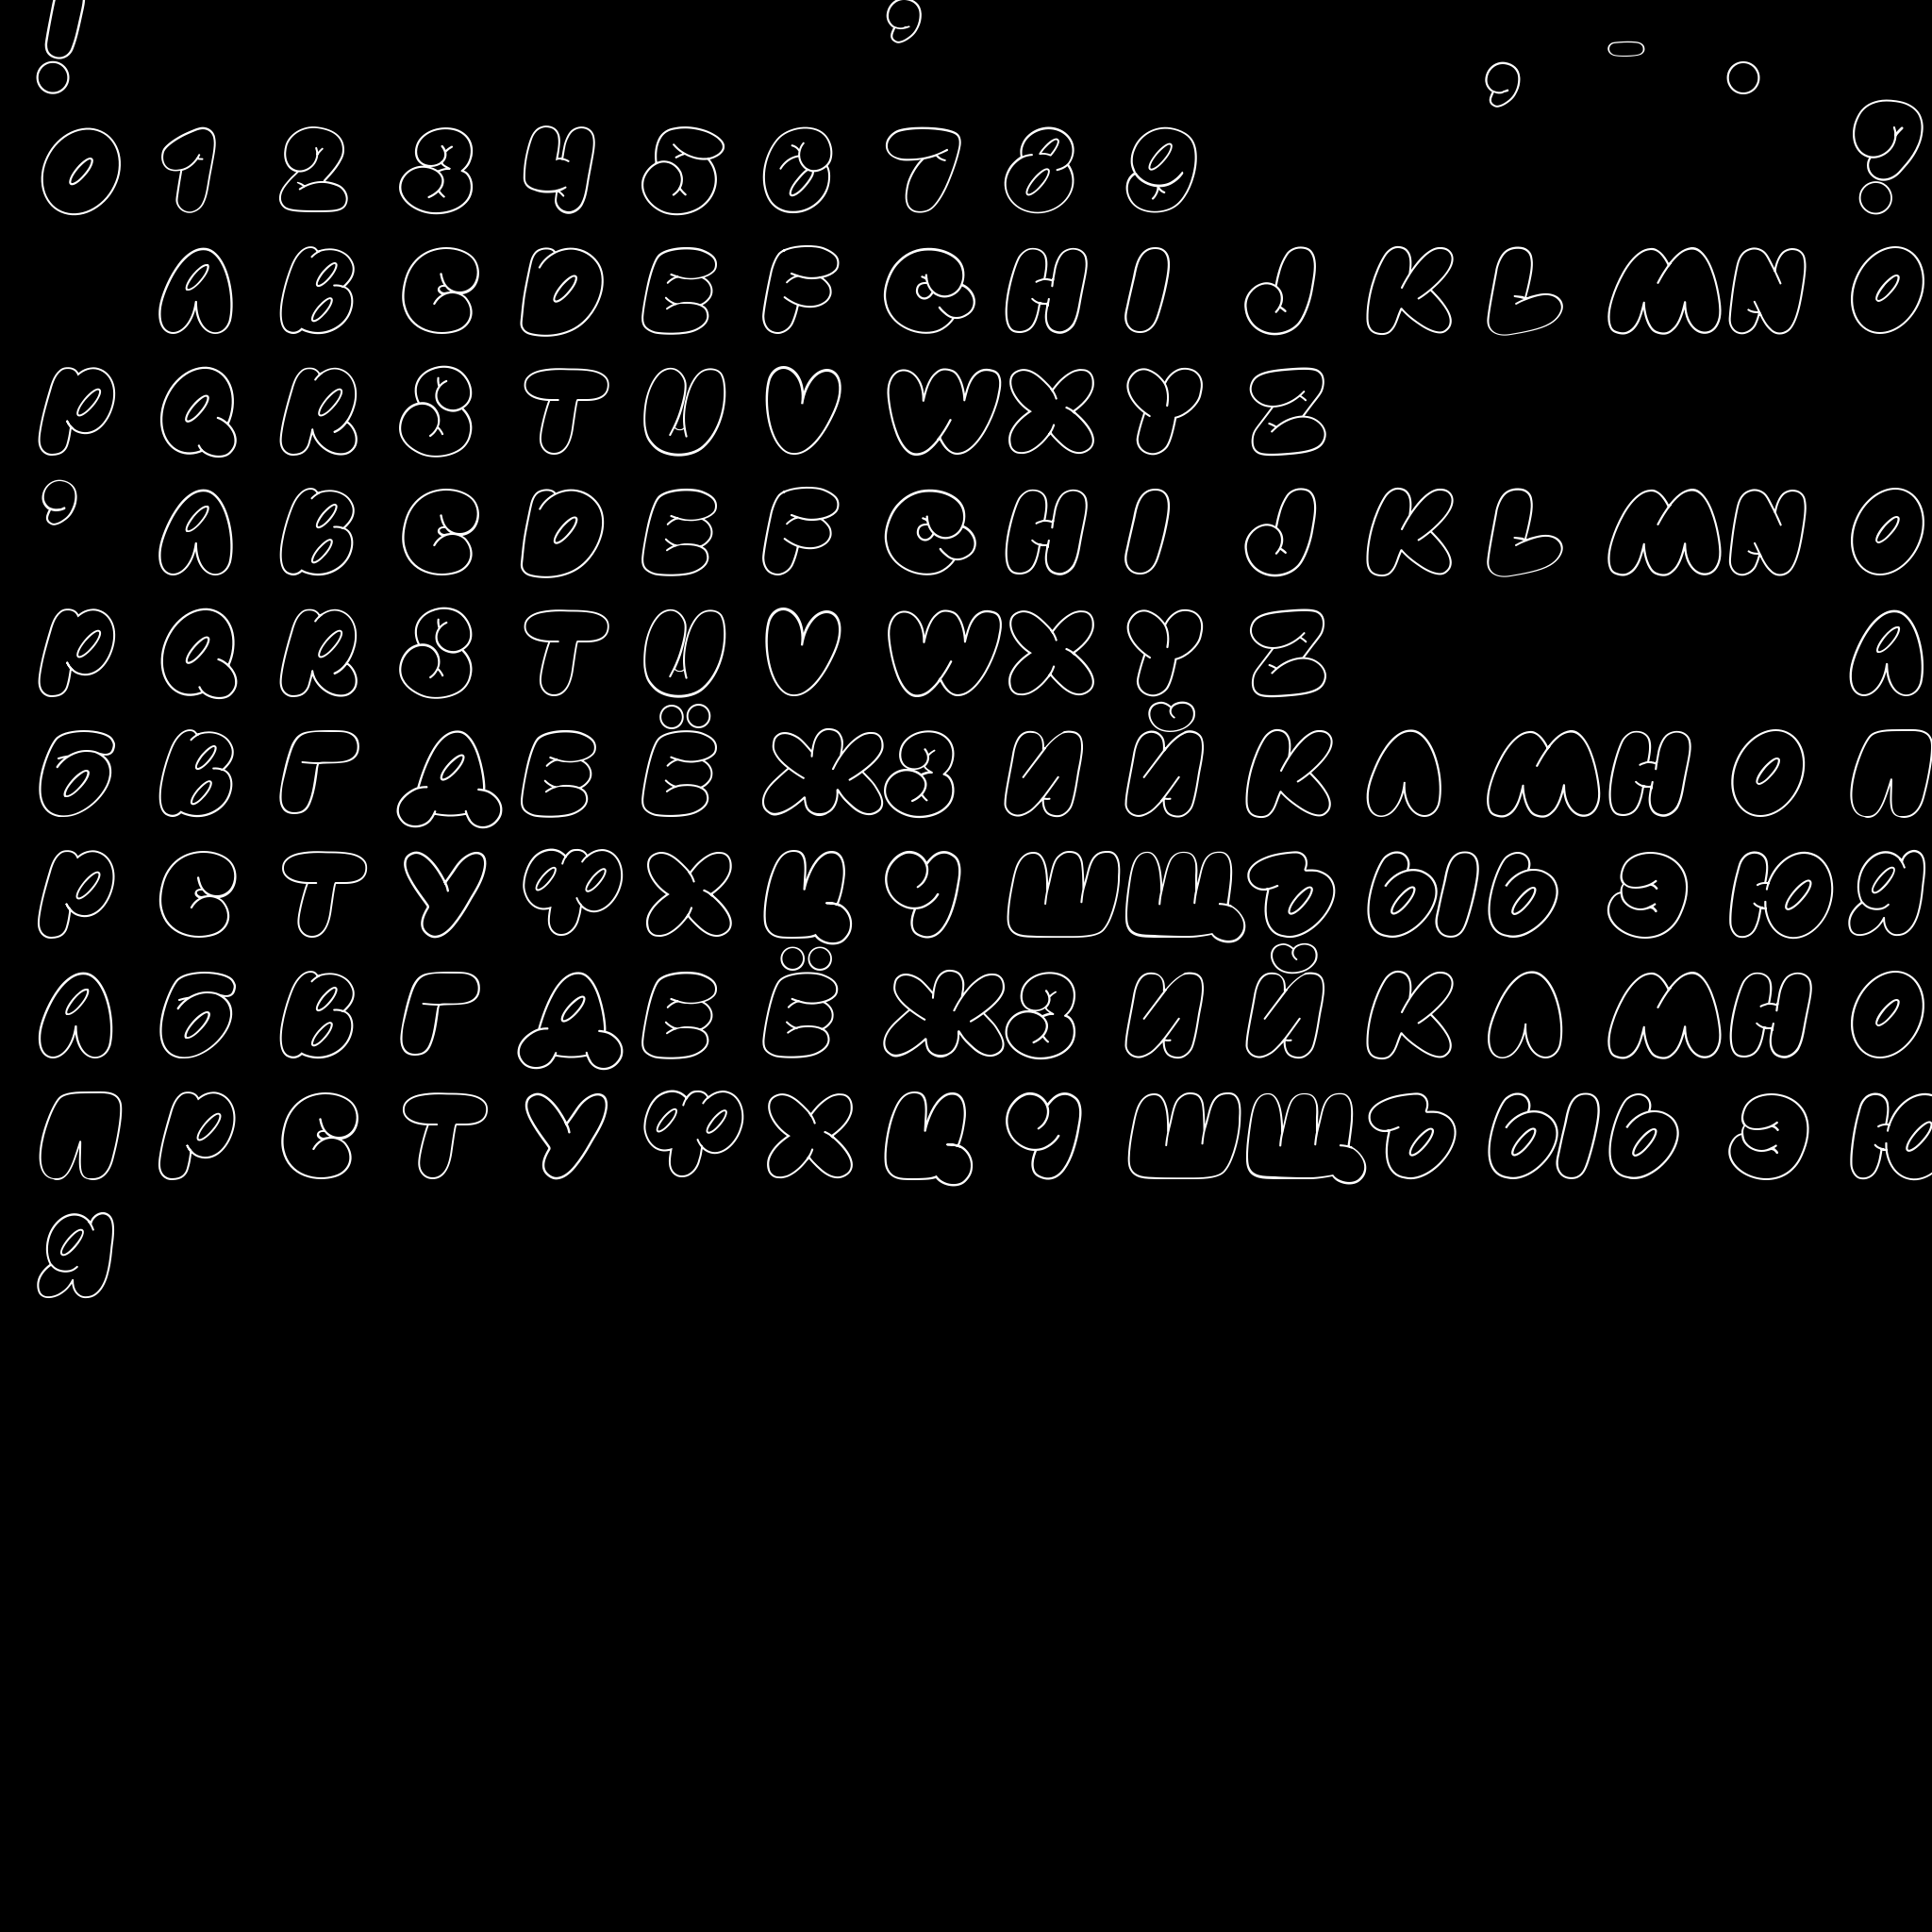 ! ' , - .
0 1 2 3 4 5 6 7 8 9 ?
A B C D E F G H I J K L M N O
P Q R S T U V W X Y Z
' A B C D E F G H I J K L M N O
P Q R S T U V W X Y Z А
Б В Г Д Е Ё Ж З И Й К Л М Н О П
Р С Т У Ф Х Ц Ч Ш Щ Ъ Ы Ь Э Ю Я
А Б В Г Д Е Ё Ж З И Й К Л М Н О
П Р С Т У Ф Х Ц Ч Ш Щ Ъ Ы Ь Э Ю
Я